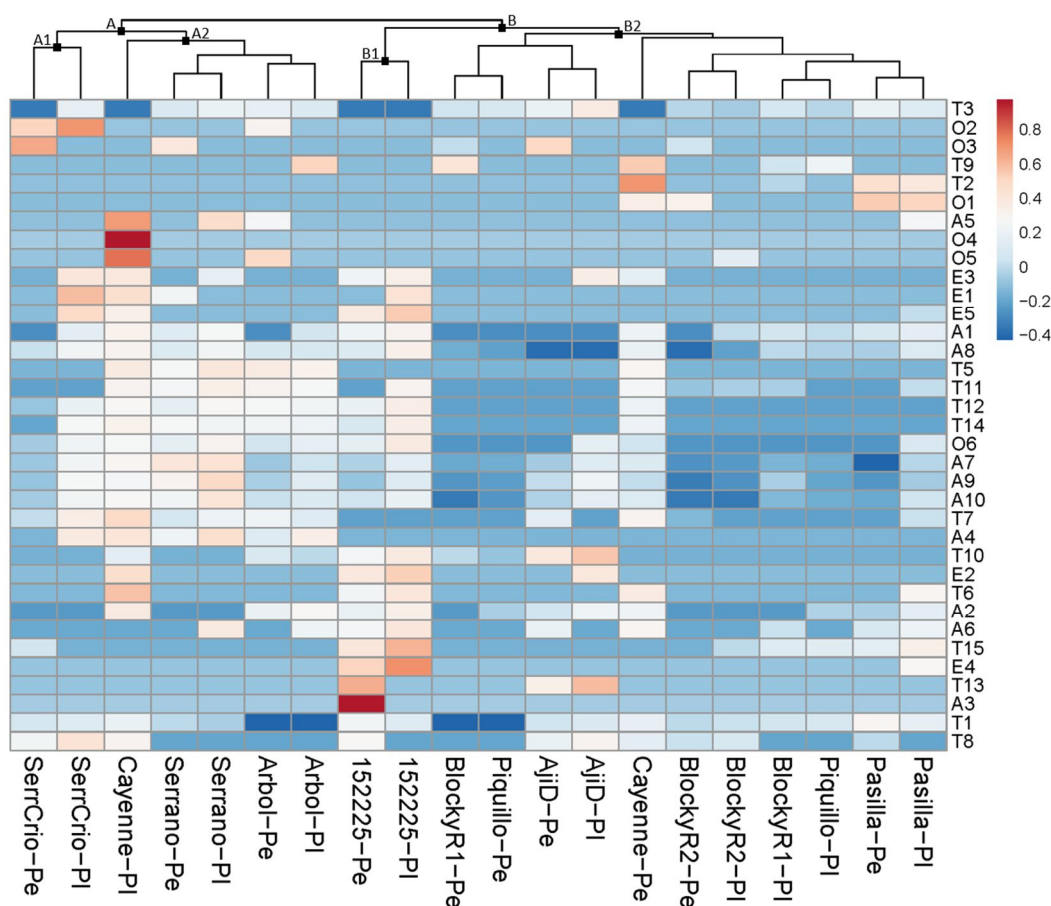 A
B
A1
A2
B1
B2
T3
O2
O3
T9
T2
O1
A5
O4
O5
E3
E1
E5
A1
A8
T5
T11
T12
T14
O6
A7
A9
A10
T7
A4
T10
E2
T6
A2
A6
T15
E4
T13
A3
T1
T8
0.8
0.6
0.4
0.2
0
−0.2
−0.4
SerrCrio−Pe
SerrCrio−Pl
Cayenne−Pl
Serrano−Pe
Serrano−Pl
Arbol−Pe
Arbol−Pl
152225−Pe
152225−Pl
BlockyR1−Pe
Piquillo−Pe
AjiD−Pe
AjiD−Pl
Cayenne−Pe
BlockyR2−Pe
BlockyR2−Pl
BlockyR1−Pl
Piquillo−Pl
Pasilla−Pe
Pasilla−Pl